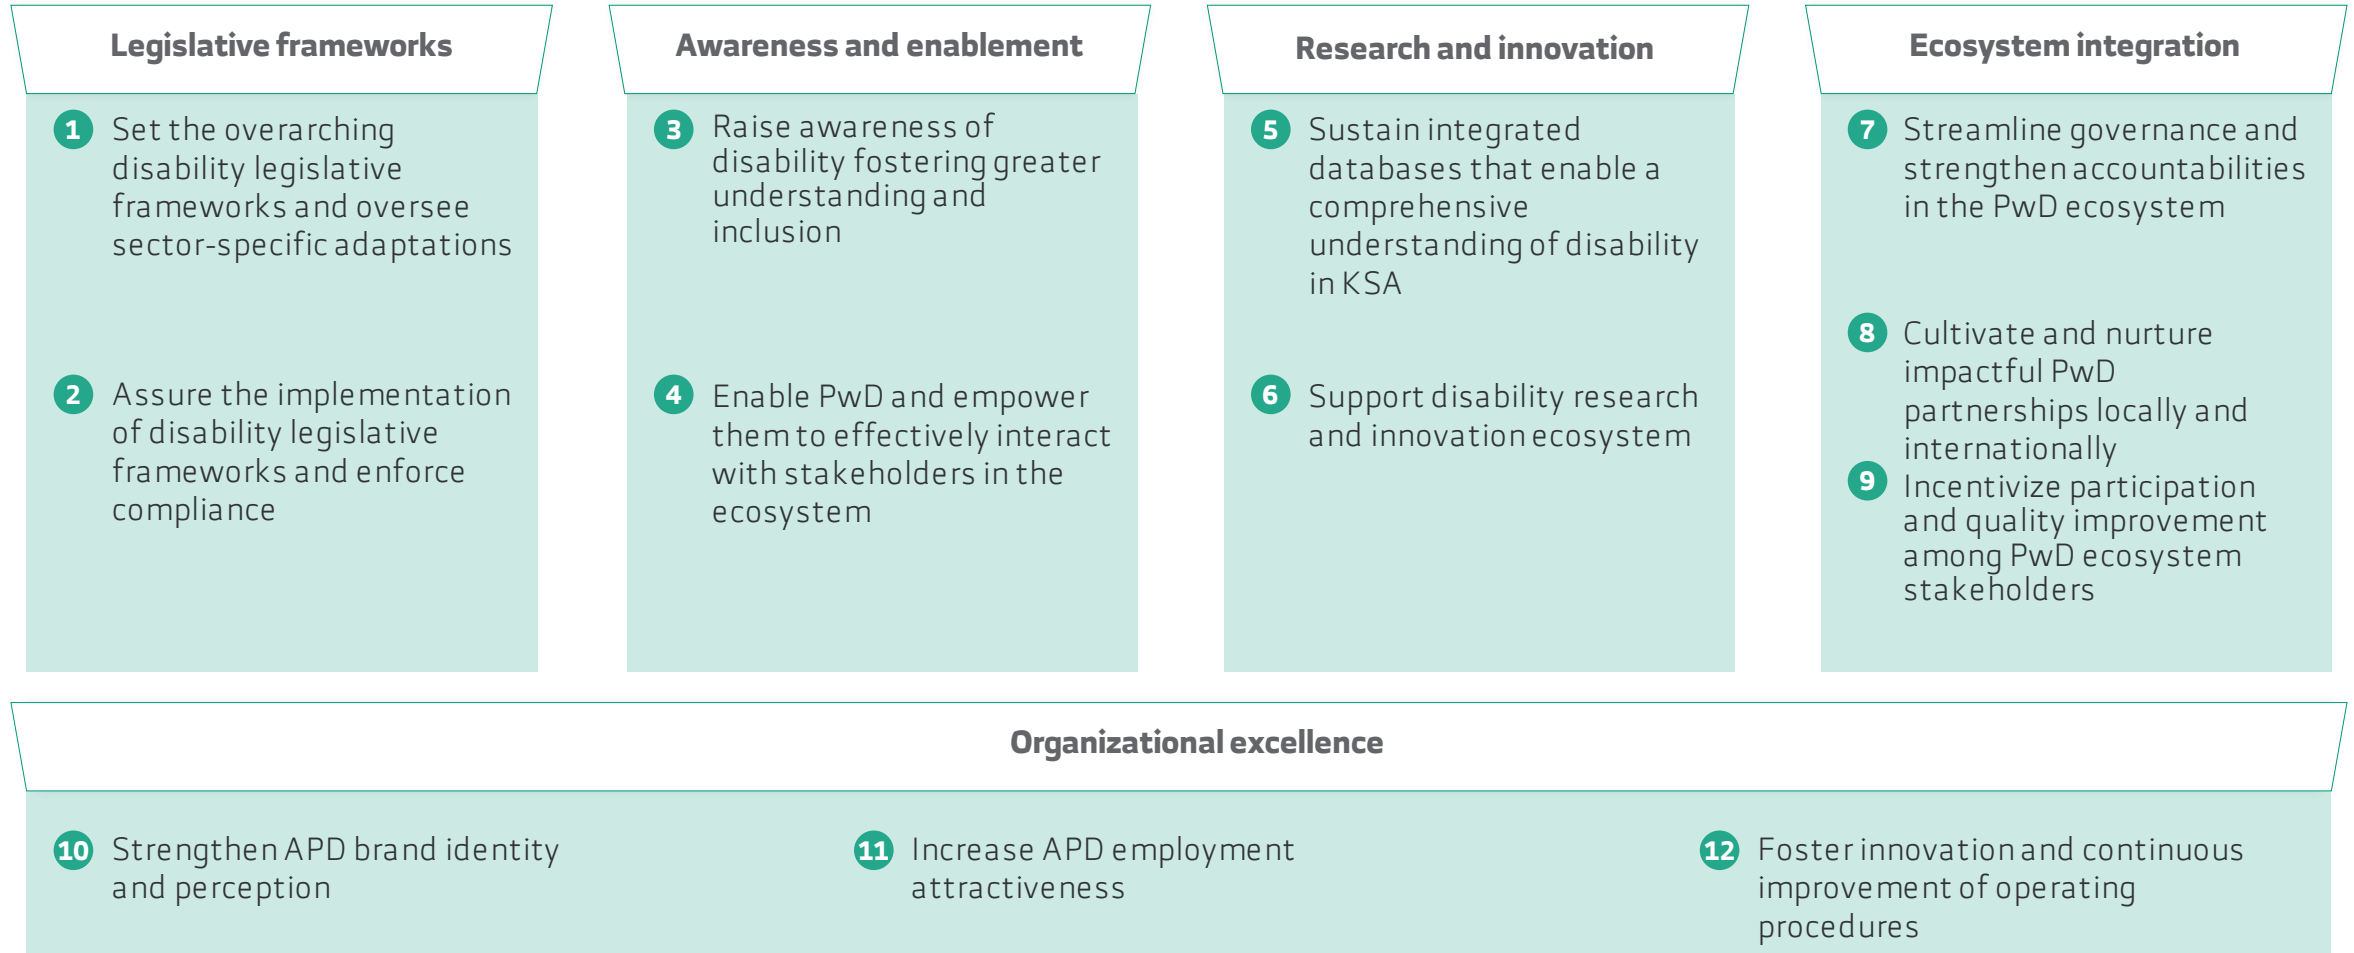 Legislative frameworks
1 Set the overarching
disability legislative
frameworks and oversee
sector-specific adaptations
2 Assure the implementation
of disability legislative
frameworks and enforce
compliance
Awareness and enablement
3 Raise awareness of
disability fostering greater
understanding and
inclusion
4 Enable PwD and empower
them to effectively interact
with stakeholders in the
ecosystem
Research and innovation
5 Sustain integrated
databases that enable a
comprehensive
understanding of disability
in KSA
6 Support disability research
and innovation ecosystem
Ecosystem integration
7 Streamline governance and
strengthen accountabilities
in the PwD ecosystem
8 Cultivate and nurture
impactful PwD
partnerships locally and
internationally
9 Incentivize participation
and quality improvement
among PwD ecosystem
stakeholders
Organizational excellence
10 Strengthen APD brand identity
and perception
11 Increase APD employment
attractiveness
12 Foster innovation and continuous
improvement of operating
procedures